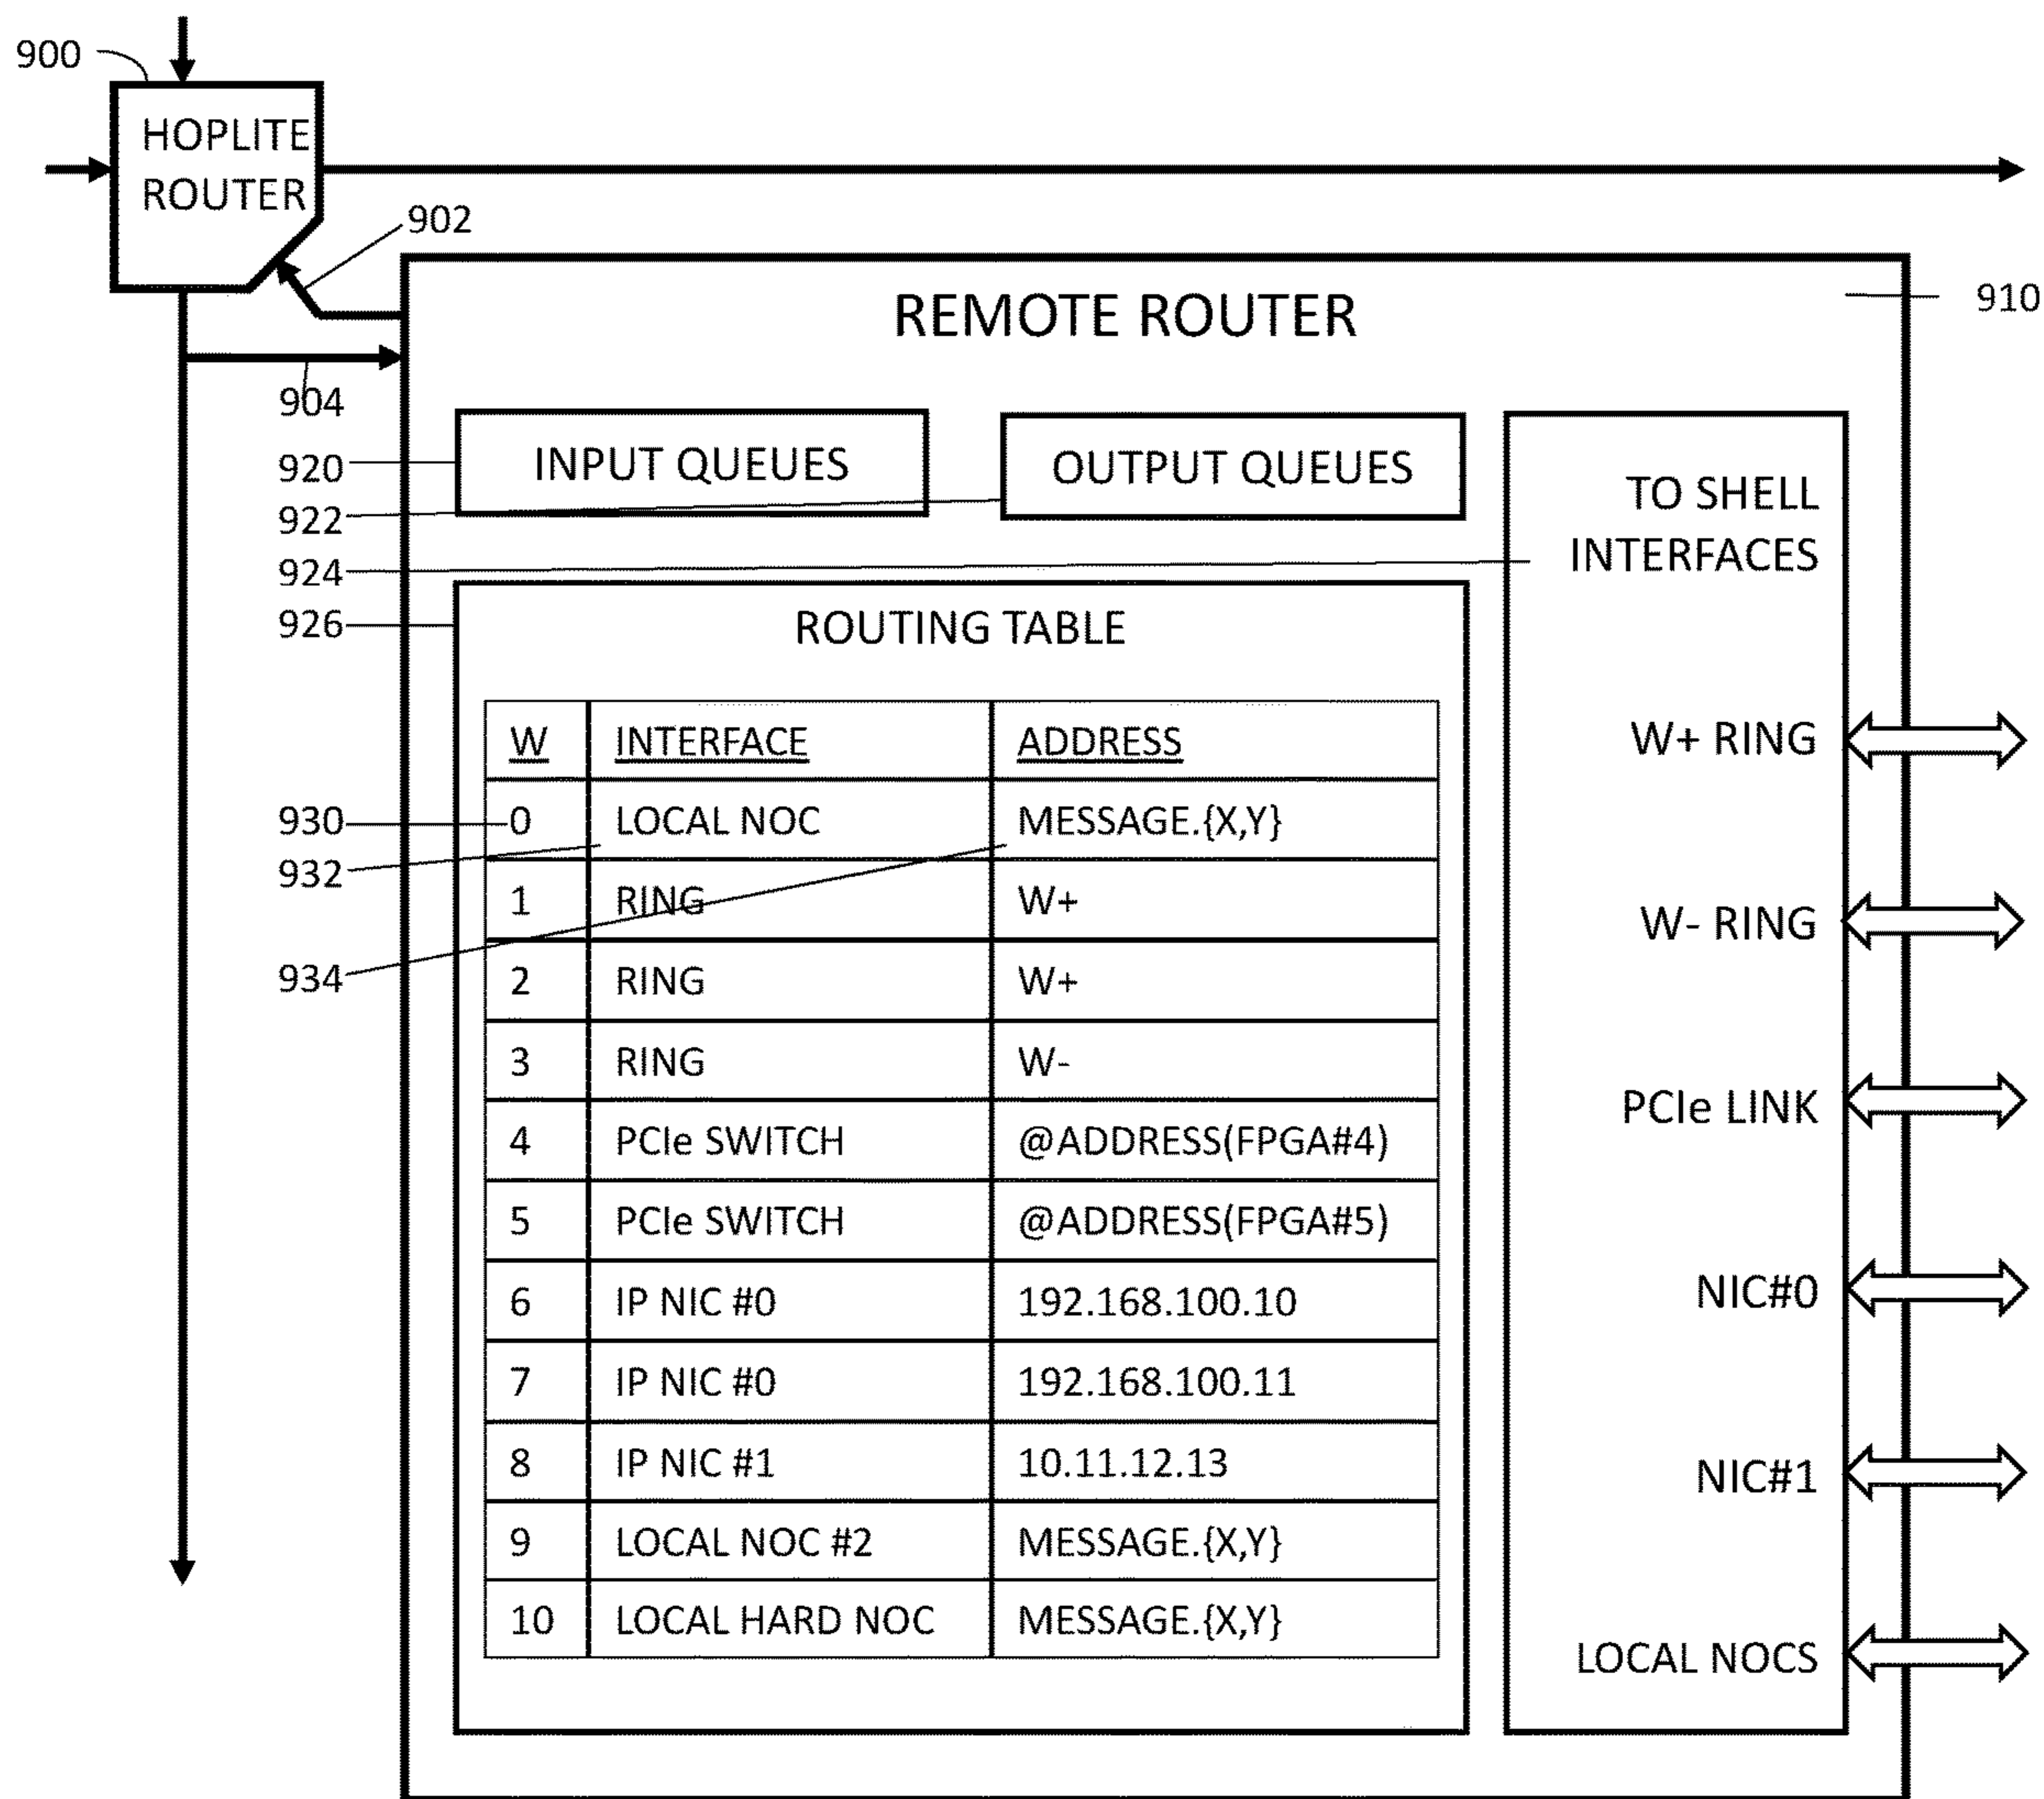 900
HOPLITE
ROUTER
902
REMOTE ROUTER
910
904
920
INPUT QUEUES
OUTPUT QUEUES
922
924
TO SHELL
INTERFACES
926
ROUTING TABLE
W INTERFACE ADDRESS
930 0 LOCAL NOC MESSAGE.{X,Y}
932
1 RING W+
934
2 RING W+
3 RING W-
4 PCIe SWITCH @ADDRESS(FPGA#4)
5 PCIe SWITCH @ADDRESS(FPGA#5)
6 IP NIC #0 192.168.100.10
7 IP NIC #0 192.168.100.11
8 IP NIC #1 10.11.12.13
9 LOCAL NOC #2 MESSAGE.{X,Y}
10 LOCAL HARD NOC MESSAGE.{X,Y}
W+ RING
W- RING
PCIe LINK
NIC#0
NIC#1
LOCAL NOCS